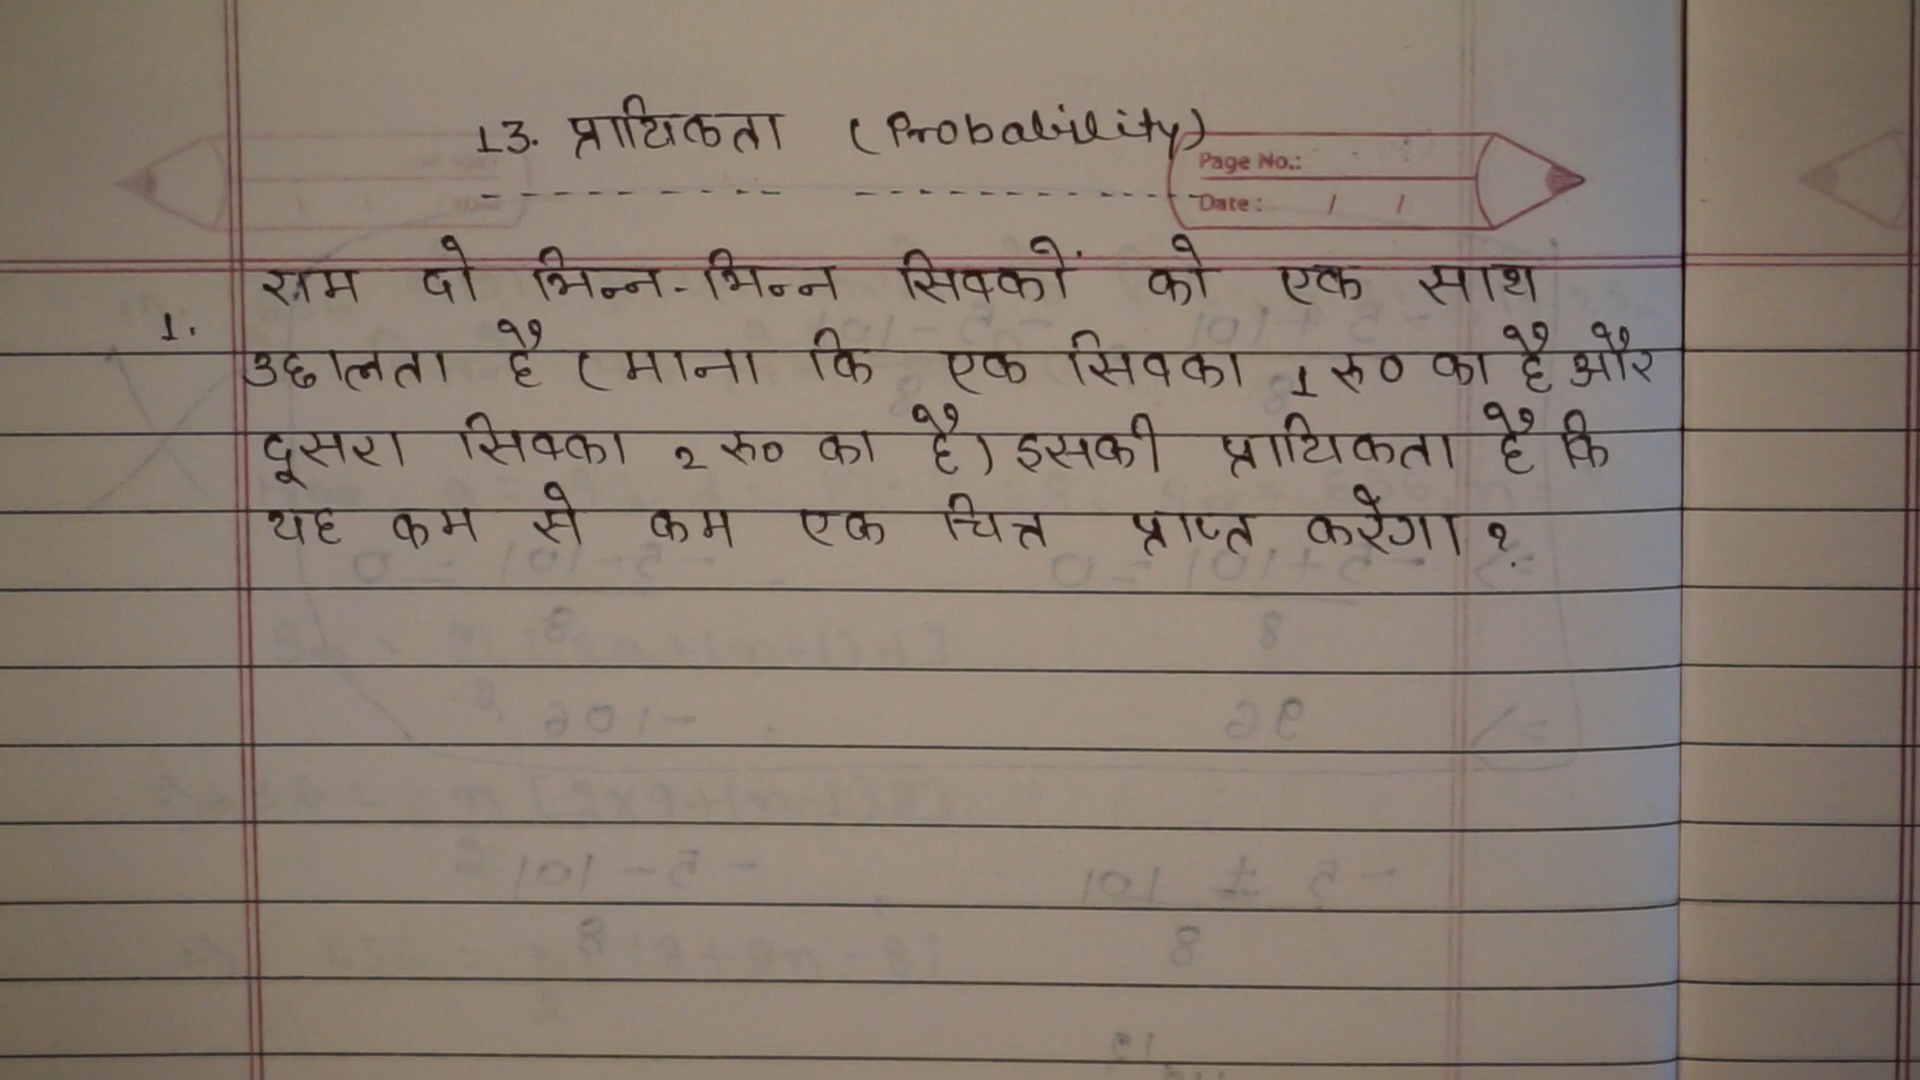 13. प्रायिकता (Probability)
Page No.:
Date : / /
राम दो भिन्न-भिन्न सिक्कों को एक साथ
1.
उछालता है (माना कि एक सिक्का 1 रु० का है और
दूसरा सिक्का 2 रु० का है) इसकी प्रायिकता है कि
यह कम से कम एक चित्त प्राप्त करेगा?